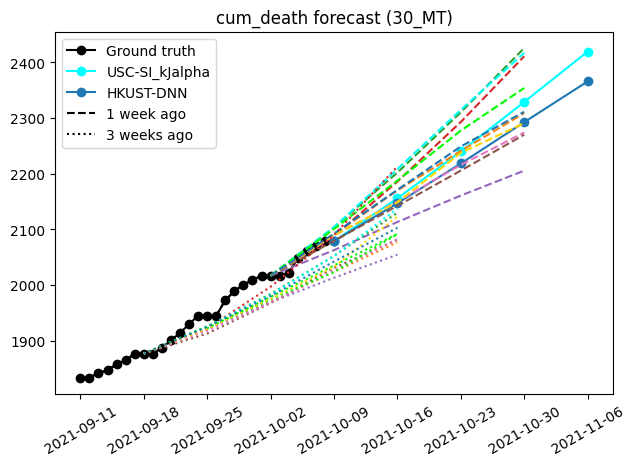 cum_death forecast (30_MT)
Ground truth
USC-SI_kJalpha
HKUST-DNN
1 week ago
3 weeks ago
2400
2300
2200
2100
2000
1900
2021-09-11
2021-09-18
2021-09-25
2021-10-02
2021-10-09
2021-10-16
2021-10-23
2021-10-30
2021-11-06